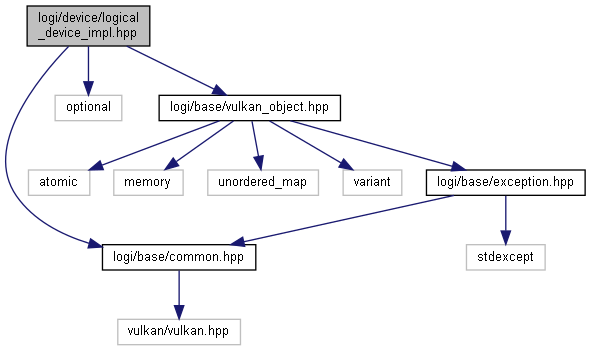 logi/device/logical
_device_impl.hpp
optional
logi/base/vulkan_object.hpp
atomic
memory
unordered_map
variant
logi/base/exception.hpp
logi/base/common.hpp
stdexcept
vulkan/vulkan.hpp